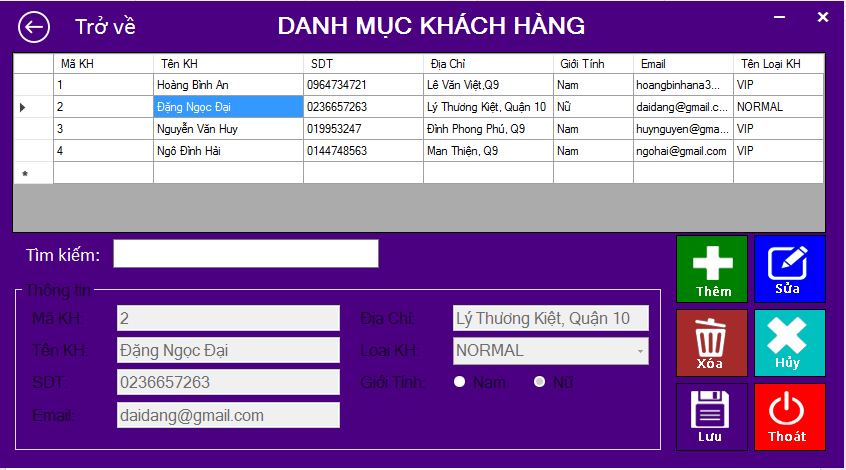 Trở về DANH MỤC KHÁCH HÀNG
Mã KH Tên KH SDT Địa Chỉ Giới Tính Email Tên Loại KH
1 Hoàng Bình An 0964734721 Lê Văn Việt,Q9 Nam hoangbinhana3... VIP
2 Đặng Ngọc Đại 0236657263 Lý Thương Kiệt, Quận 10 Nữ daidang@gmail.c... NORMAL
3 Nguyễn Văn Huy 019953247 Đình Phong Phú, Q9 Nam huynguyen@gma... VIP
4 Ngô Đình Hải 0144748563 Man Thiện, Q9 Nam ngohai@gmail.com VIP
Tìm kiếm:
Thêm Sửa
Thông tin
Mã KH: 2 Địa Chỉ: Lý Thương Kiệt, Quận 10
Tên KH: Đặng Ngọc Đại Loại KH: NORMAL
Xóa Hủy
SDT: 0236657263 Giới Tính: Nam Nữ
Email: daidang@gmail.com
Lưu Thoát